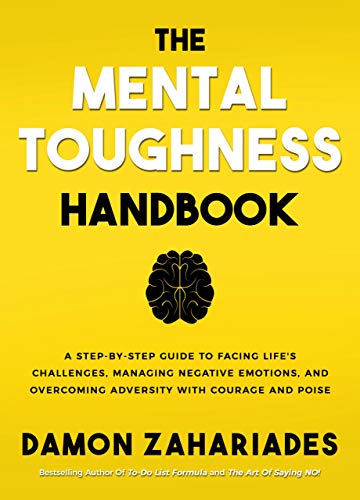 THE
MENTAL
TOUGHNESS
HANDBOOK
A STEP-BY-STEP GUIDE TO FACING LIFE'S
CHALLENGES, MANAGING NEGATIVE EMOTIONS, AND
OVERCOMING ADVERSITY WITH COURAGE AND POISE
DAMON ZAHARIADES
Bestselling Author Of To-Do List Formula and The Art Of Saying NO!